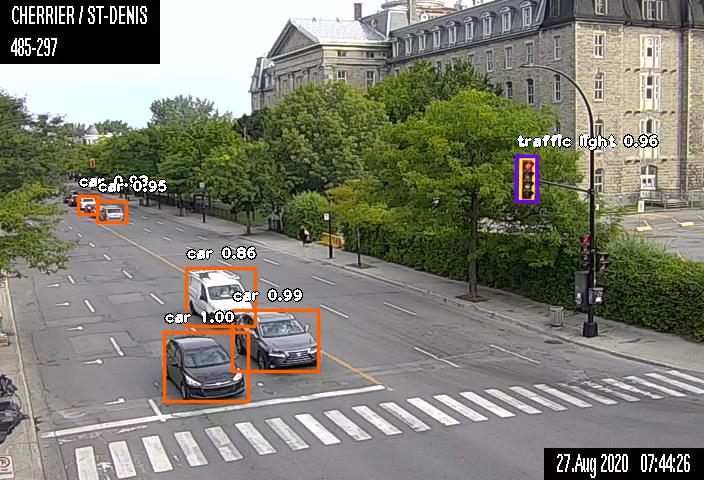 CHERRIER / ST-DENIS
485-297
traffic light 0.96
car 0.95
car 0.86
car 0.99
car 1.00
27.Aug 2020 07:44:26